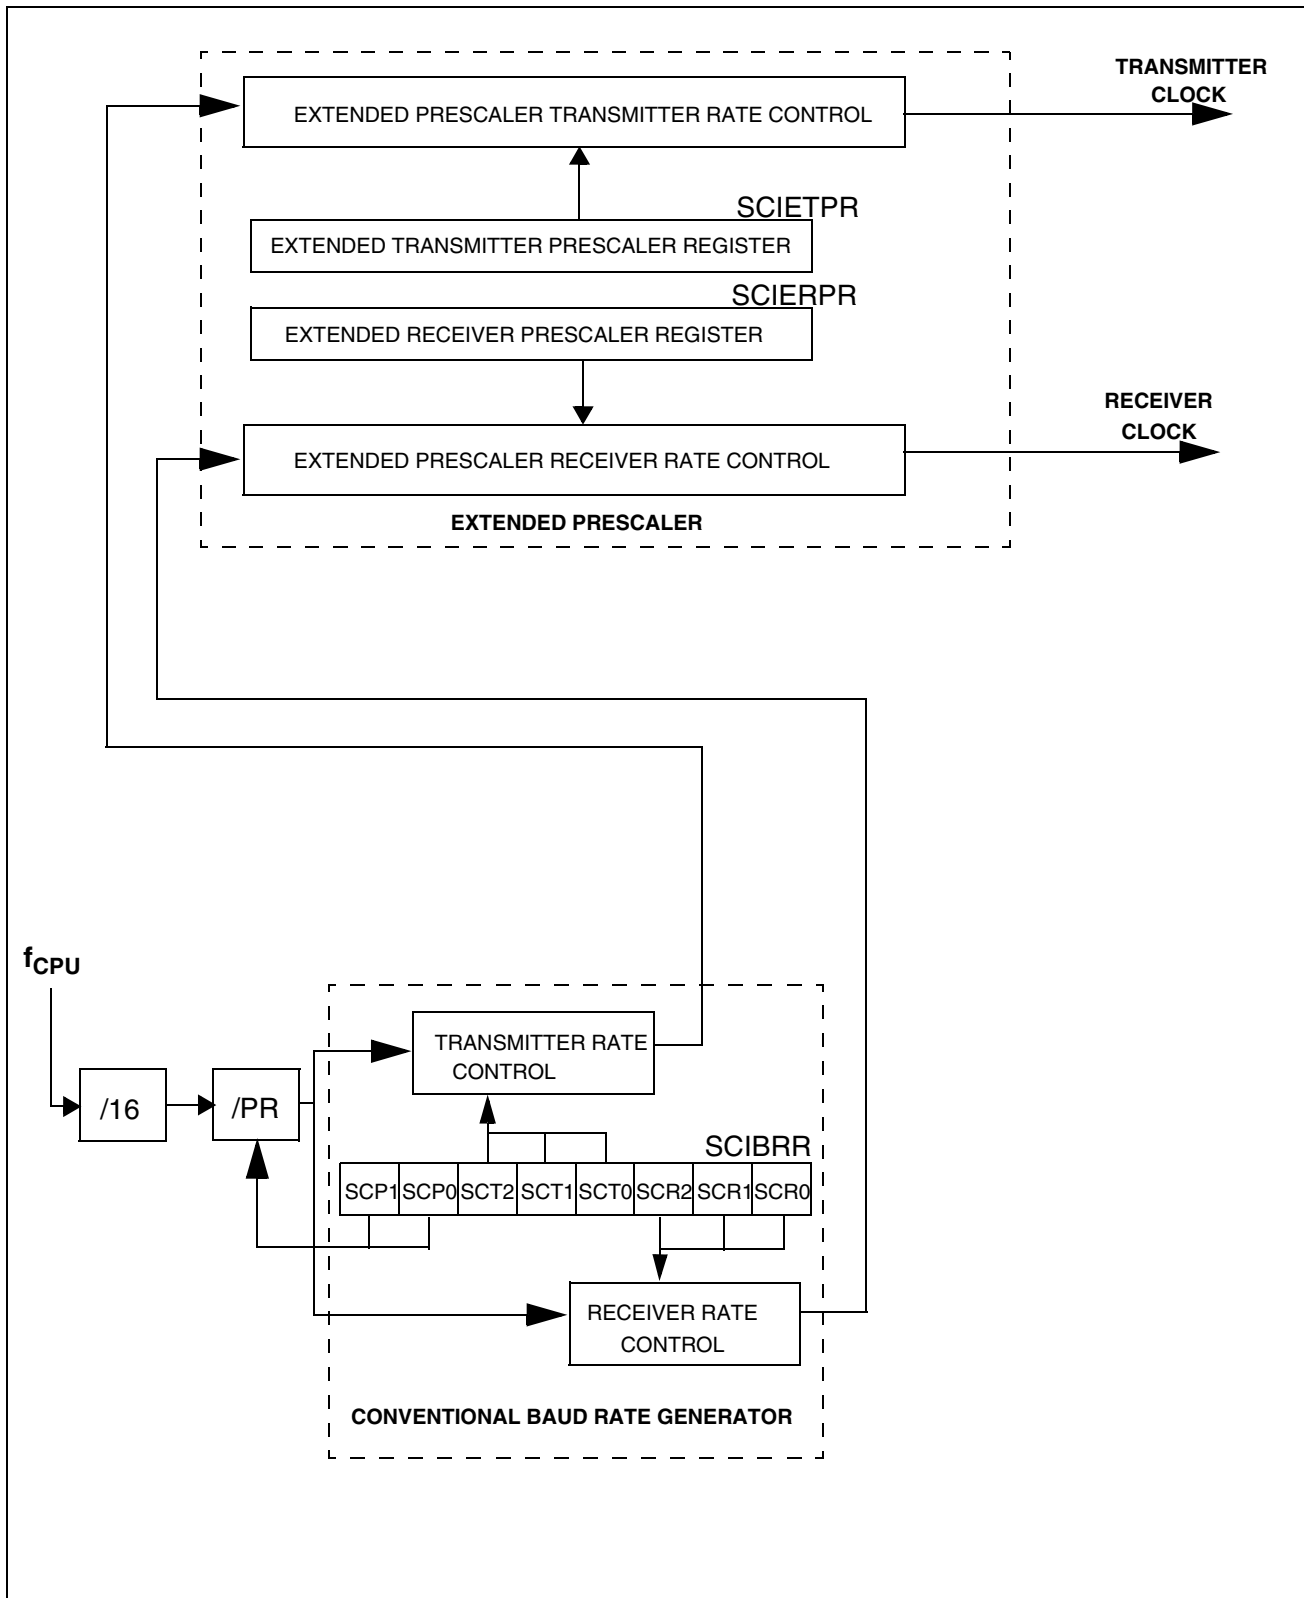 TRANSMITTER
CLOCK
EXTENDED PRESCALER TRANSMITTER RATE CONTROL
SCIETPR
EXTENDED TRANSMITTER PRESCALER REGISTER
SCIERPR
EXTENDED RECEIVER PRESCALER REGISTER
RECEIVER
CLOCK
EXTENDED PRESCALER RECEIVER RATE CONTROL
EXTENDED PRESCALER
fCPU
TRANSMITTER RATE
CONTROL
/16
/PR
SCIBRR
SCP1 SCP0 SCT2 SCT1 SCT0 SCR2 SCR1 SCR0
RECEIVER RATE
CONTROL
CONVENTIONAL BAUD RATE GENERATOR